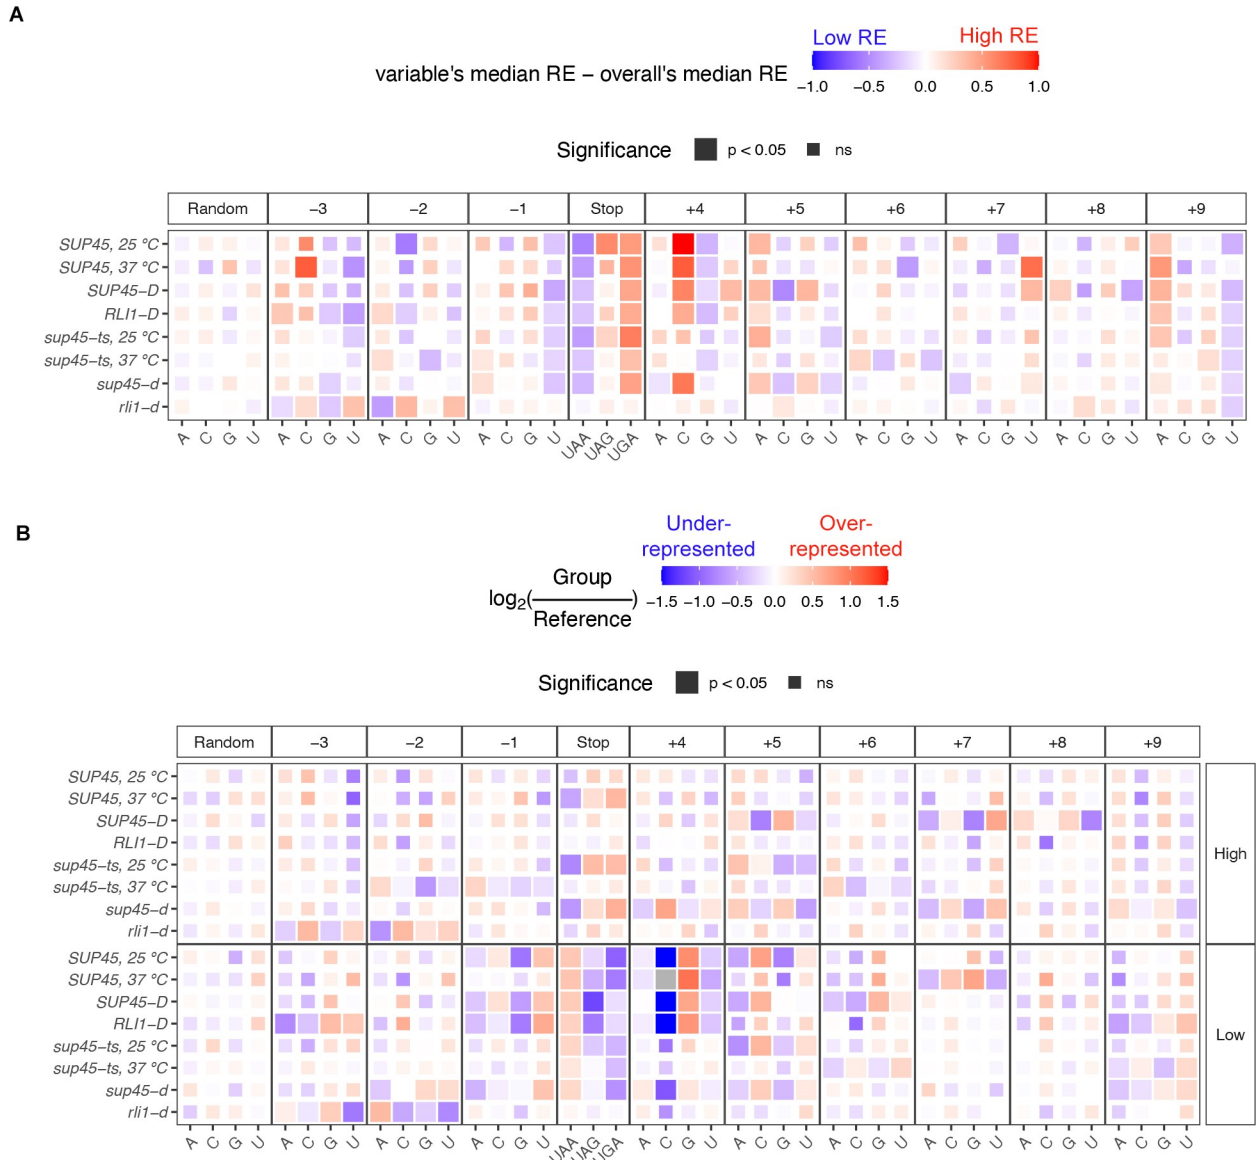 A
Low RE High RE
variable's median RE − overall's median RE
−1.0 −0.5 0.0 0.5 1.0
Significance p < 0.05 ns
Random −3 −2 −1 Stop +4 +5 +6 +7 +8 +9
SUP45, 25 °C
SUP45, 37 °C
SUP45−D
RLI1−D
sup45−ts, 25 °C
sup45−ts, 37 °C
sup45−d
rli1−d
A C G U A C G U A C G U A C G U UAA UAG UGA A C G U A C G U A C G U A C G U A C G U A C G U
B
Under- Over-
represented represented
log2(Group/Reference) −1.5 −1.0 −0.5 0.0 0.5 1.0 1.5
Significance p < 0.05 ns
Random −3 −2 −1 Stop +4 +5 +6 +7 +8 +9
SUP45, 25 °C
SUP45, 37 °C
SUP45−D
RLI1−D
High
sup45−ts, 25 °C
sup45−ts, 37 °C
sup45−d
rli1−d
SUP45, 25 °C
SUP45, 37 °C
SUP45−D
RLI1−D
Low
sup45−ts, 25 °C
sup45−ts, 37 °C
sup45−d
rli1−d
A C G U A C G U A C G U A C G U UAA UAG UGA A C G U A C G U A C G U A C G U A C G U A C G U